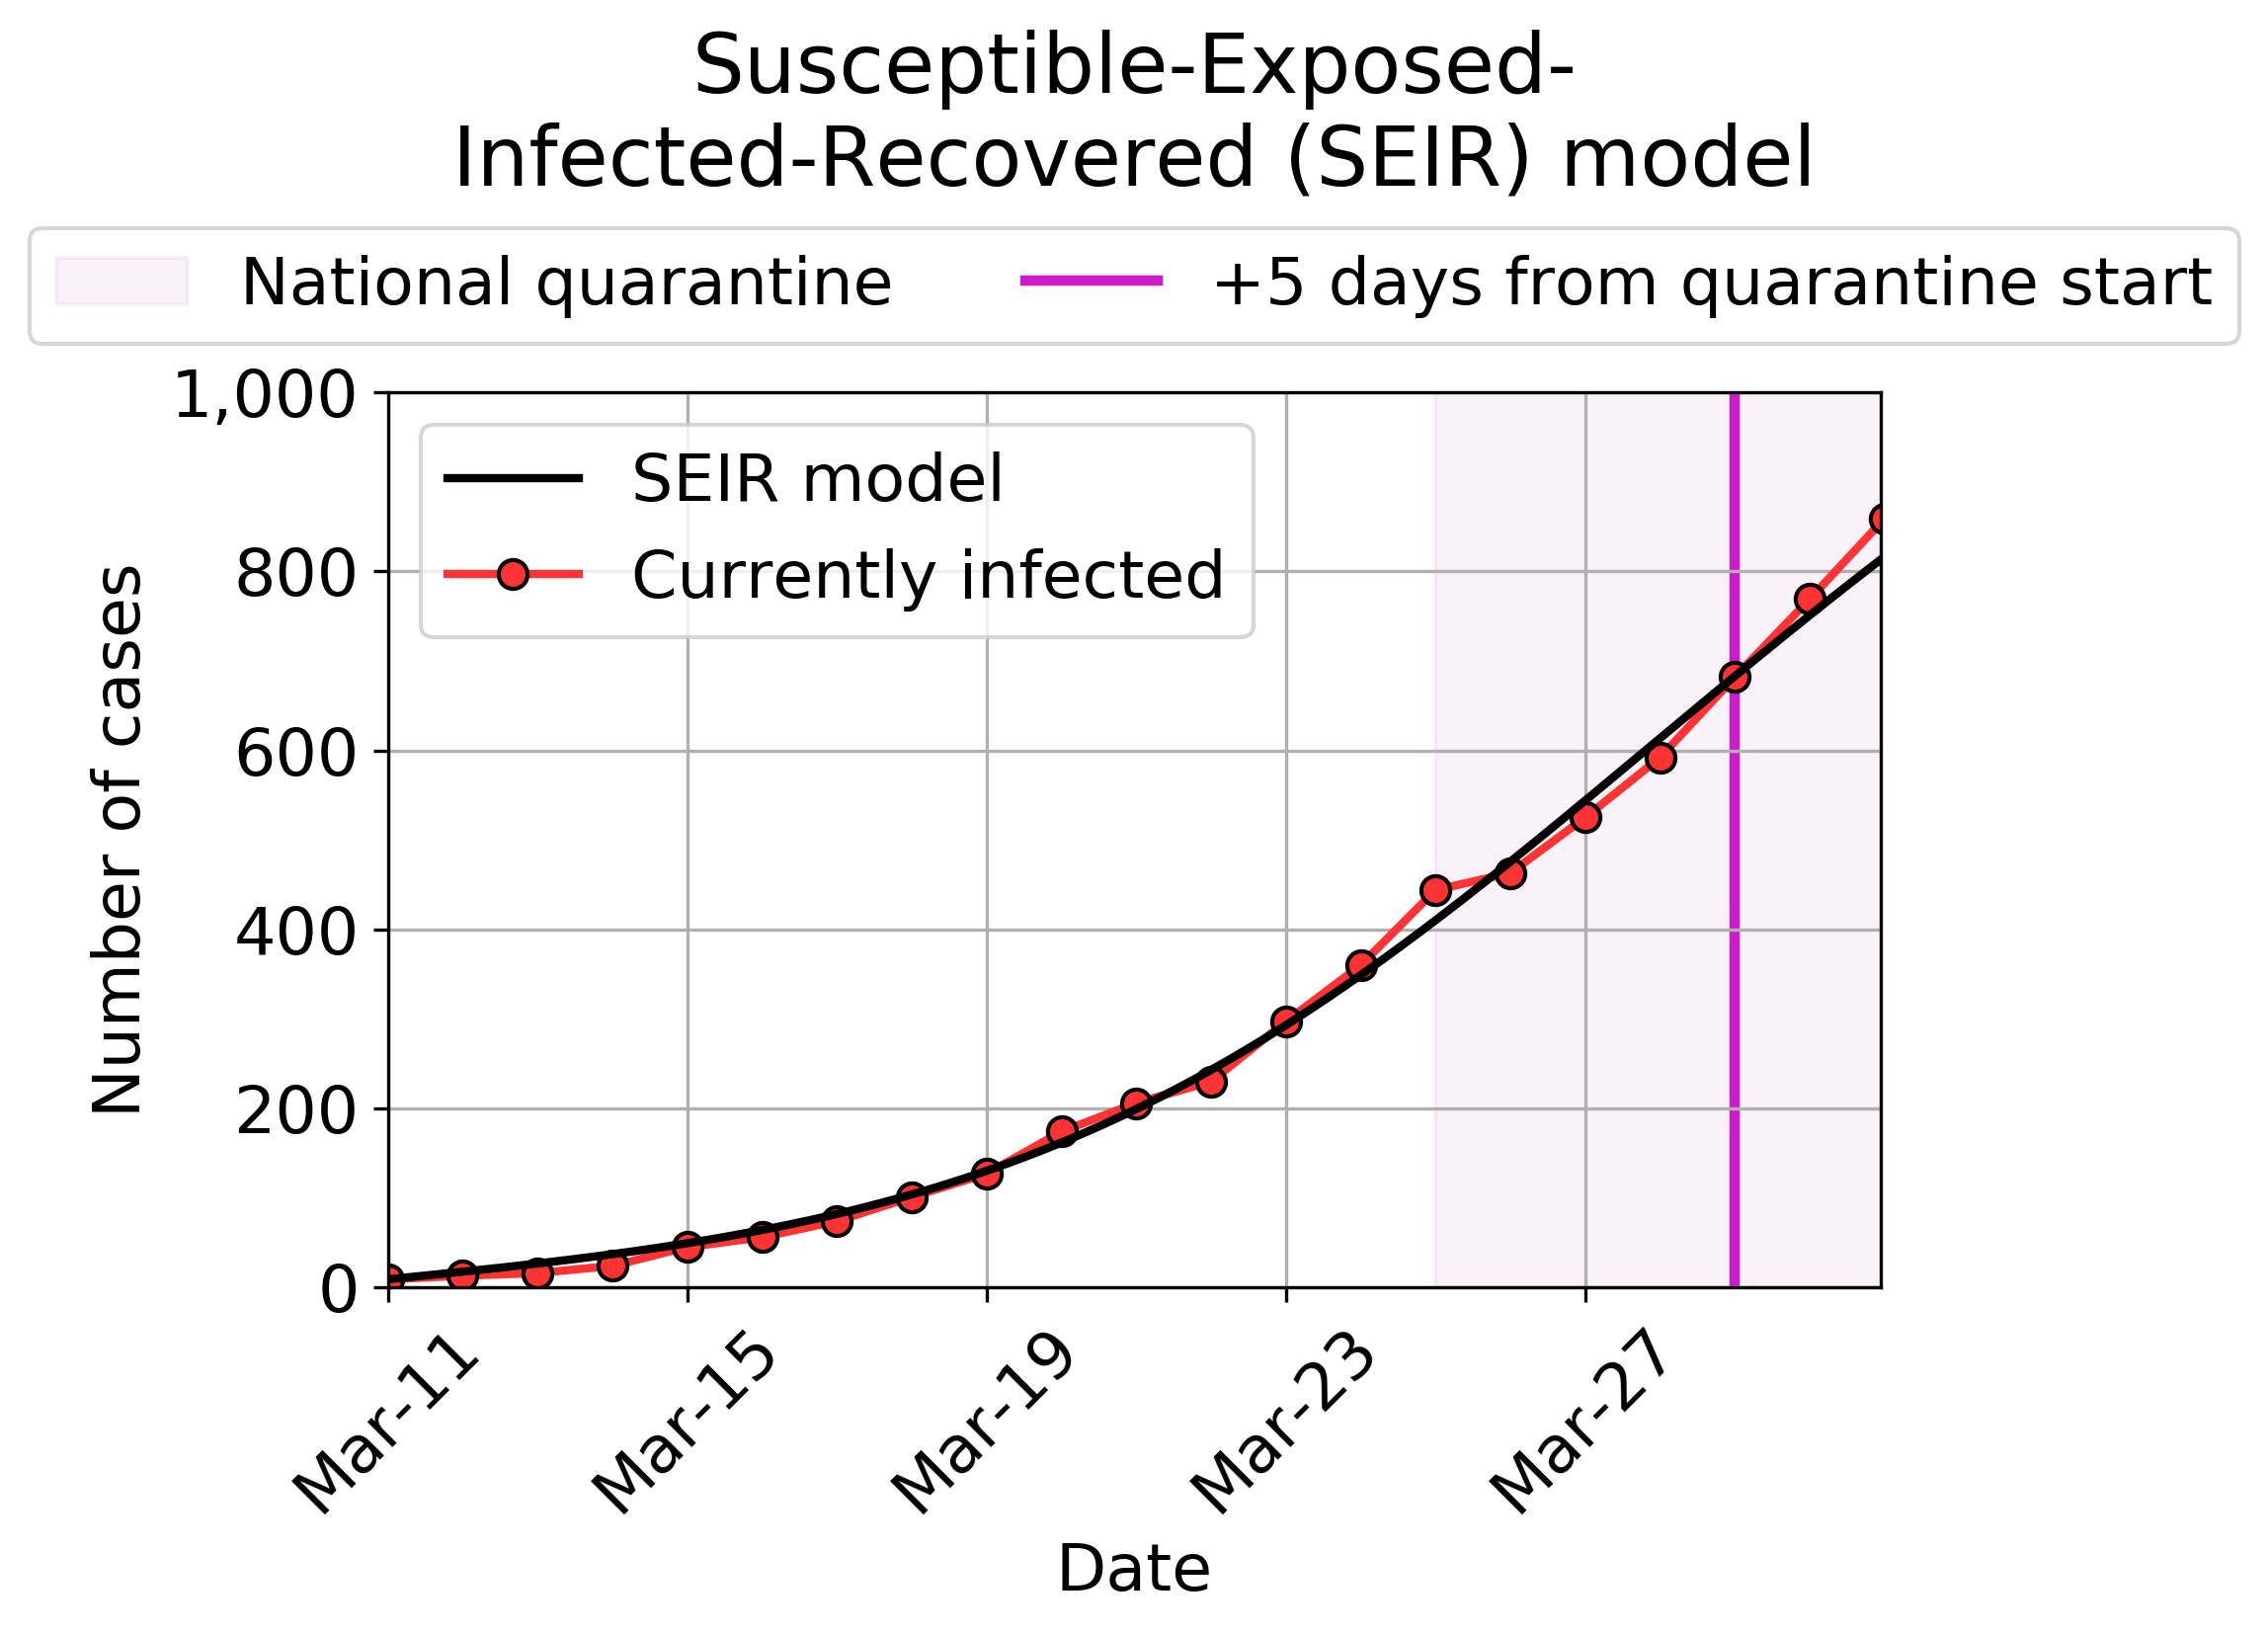 Susceptible-Exposed-
Infected-Recovered (SEIR) model
National quarantine
+5 days from quarantine start
SEIR model
Currently infected
Number of cases
1,000
800
600
400
200
0
Mar-11
Mar-15
Mar-19
Mar-23
Mar-27
Date